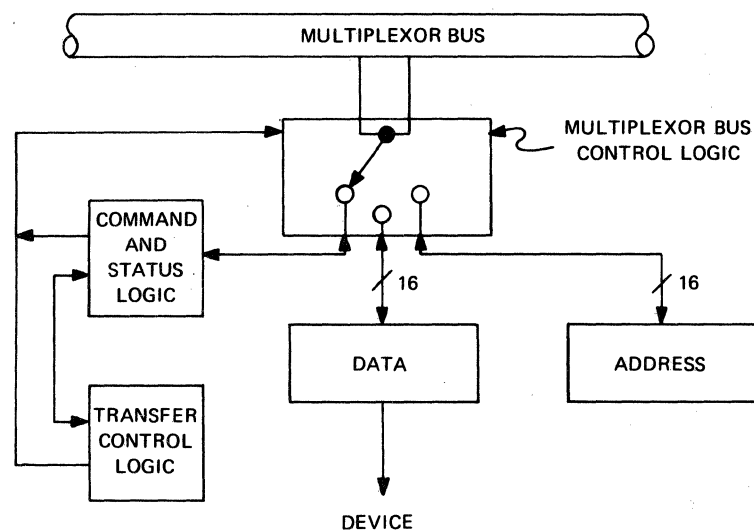 MULTIPLEXOR BUS
MULTIPLEXOR BUS
CONTROL LOGIC
COMMAND
AND
STATUS
LOGIC
16
16
DATA
ADDRESS
TRANSFER
CONTROL
LOGIC
DEVICE